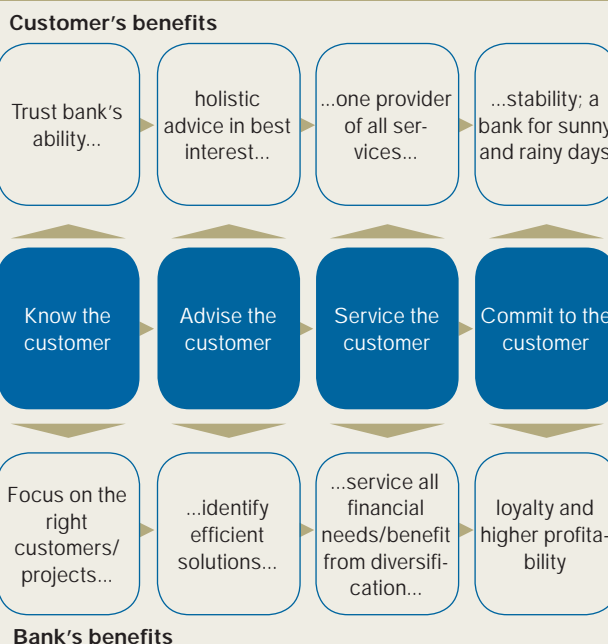 Customer's benefits
Trust bank's
ability...
holistic
advice in best
interest...
...one provider
of all ser-
vices...
...stability; a
bank for sunny
and rainy days
Know the
customer
Advise the
customer
Service the
customer
Commit to the
customer
Focus on the
right
customers/
projects...
...identify
efficient
solutions...
...service all
financial
needs/benefit
from diversifi-
cation...
loyalty and
higher profita-
bility
Bank's benefits